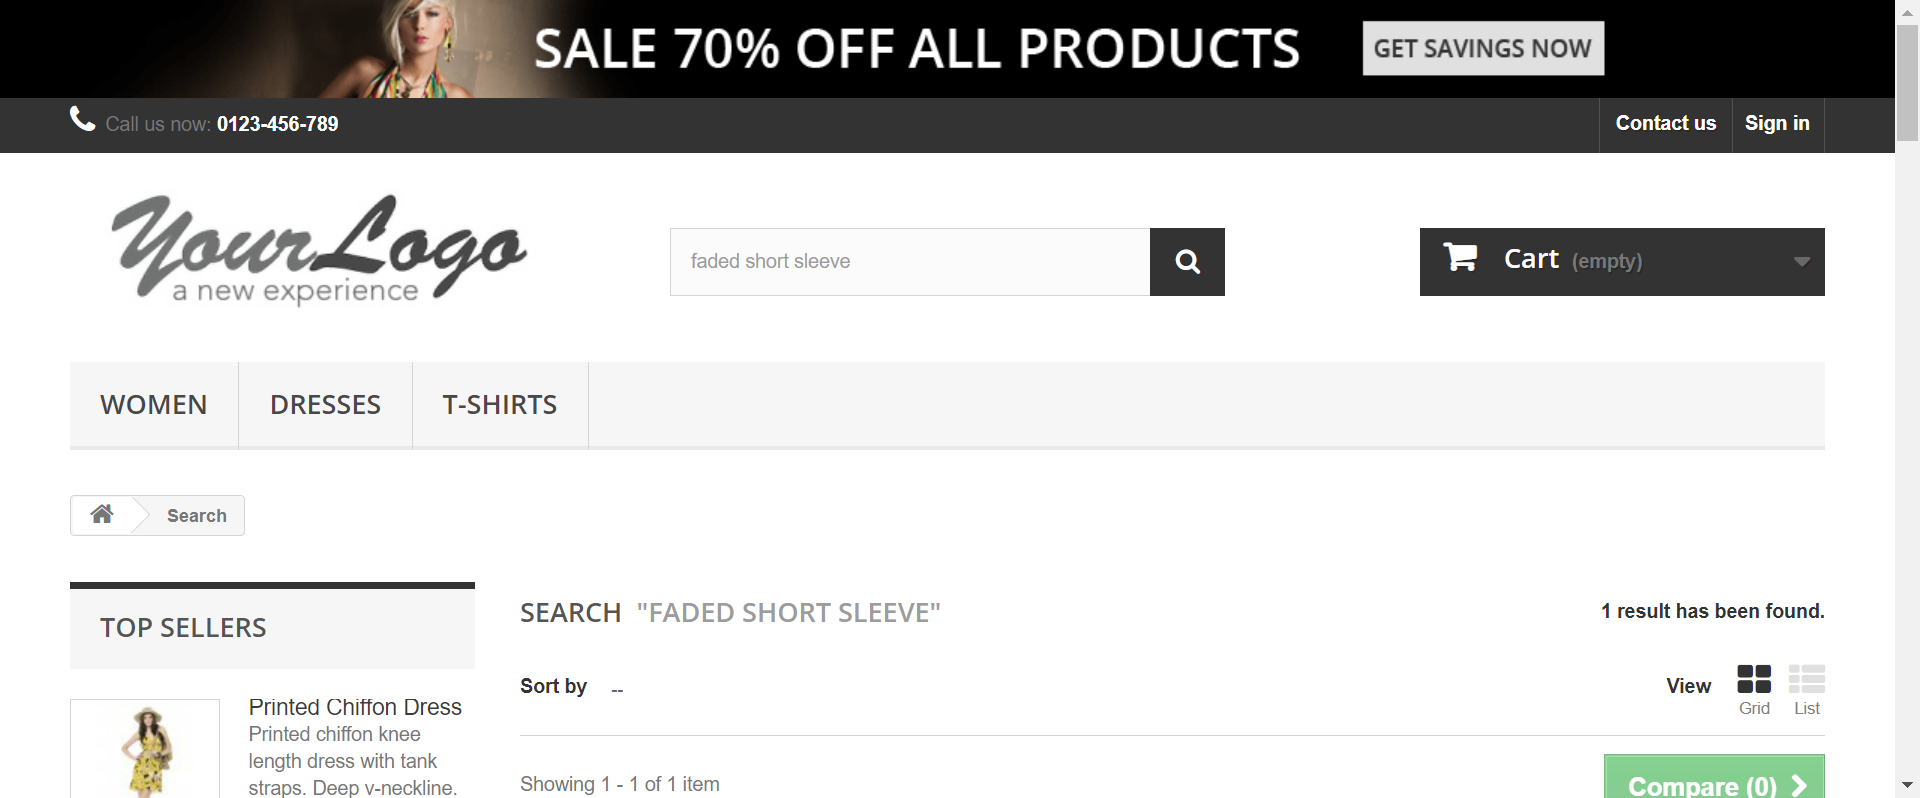 SALE 70% OFF ALL PRODUCTS
GET SAVINGS NOW
Call us now: 0123-456-789
Contact us
Sign in
Your Logo
a new experience
faded short sleeve
Cart (empty)
WOMEN
DRESSES
T-SHIRTS
Search
TOP SELLERS
Printed Chiffon Dress
Printed chiffon knee
length dress with tank
straps. Deep v-neckline.
SEARCH "FADED SHORT SLEEVE"
1 result has been found.
Sort by --
View
Grid
List
Showing 1 - 1 of 1 item
Compare (0)